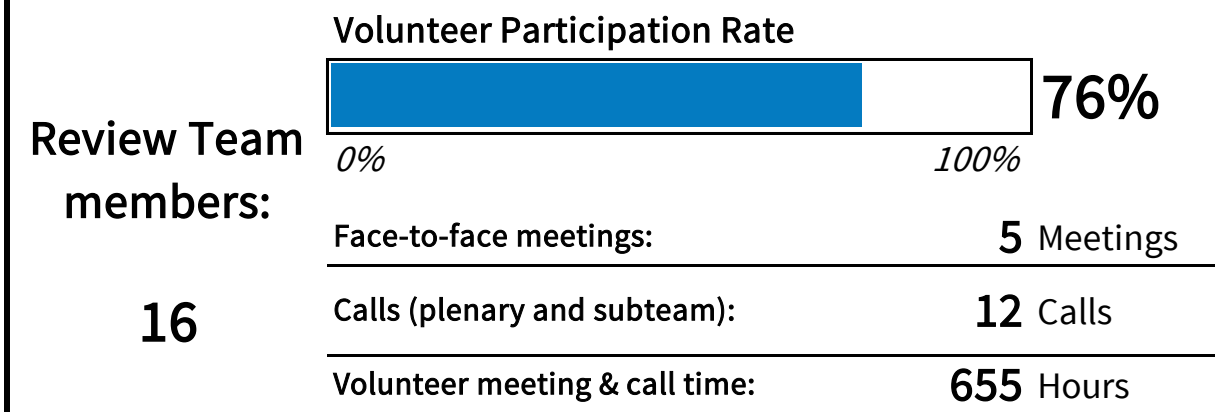 Volunteer Participation Rate
76%
0% 100%
Review Team
members:
16
Face-to-face meetings: 5 Meetings
Calls (plenary and subteam): 12 Calls
Volunteer meeting & call time: 655 Hours